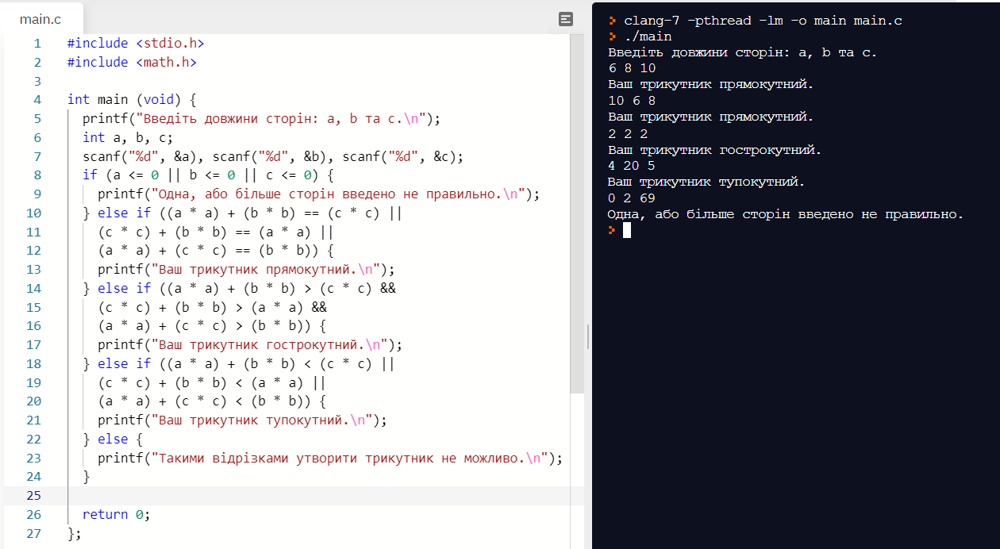 main.c
1 #include <stdio.h>
2 #include <math.h>
3
4 int main (void) {
5 printf("Введіть довжини сторін: a, b та c.\n");
6 int a, b, c;
7 scanf("%d", &a), scanf("%d", &b), scanf("%d", &c);
8 if (a <= 0 || b <= 0 || c <= 0) {
9 printf("Одна, або більше сторін введено не правильно.\n");
10 } else if ((a * a) + (b * b) == (c * c) ||
11 (c * c) + (b * b) == (a * a) ||
12 (a * a) + (c * c) == (b * b)) {
13 printf("Ваш трикутник прямокутний.\n");
14 } else if ((a * a) + (b * b) > (c * c) &&
15 (c * c) + (b * b) > (a * a) &&
16 (a * a) + (c * c) > (b * b)) {
17 printf("Ваш трикутник гострокутний.\n");
18 } else if ((a * a) + (b * b) < (c * c) ||
19 (c * c) + (b * b) < (a * a) ||
20 (a * a) + (c * c) < (b * b)) {
21 printf("Ваш трикутник тупокутний.\n");
22 } else {
23 printf("Такими відрізками утворити трикутник не можливо.\n");
24 }
25
26 return 0;
27 };
> clang-7 -pthread -lm -o main main.c
> ./main
Введіть довжини сторін: a, b та c.
6 8 10
Ваш трикутник прямокутний.
10 6 8
Ваш трикутник прямокутний.
2 2 2
Ваш трикутник гострокутний.
4 20 5
Ваш трикутник тупокутний.
0 2 69
Одна, або більше сторін введено не правильно.
>